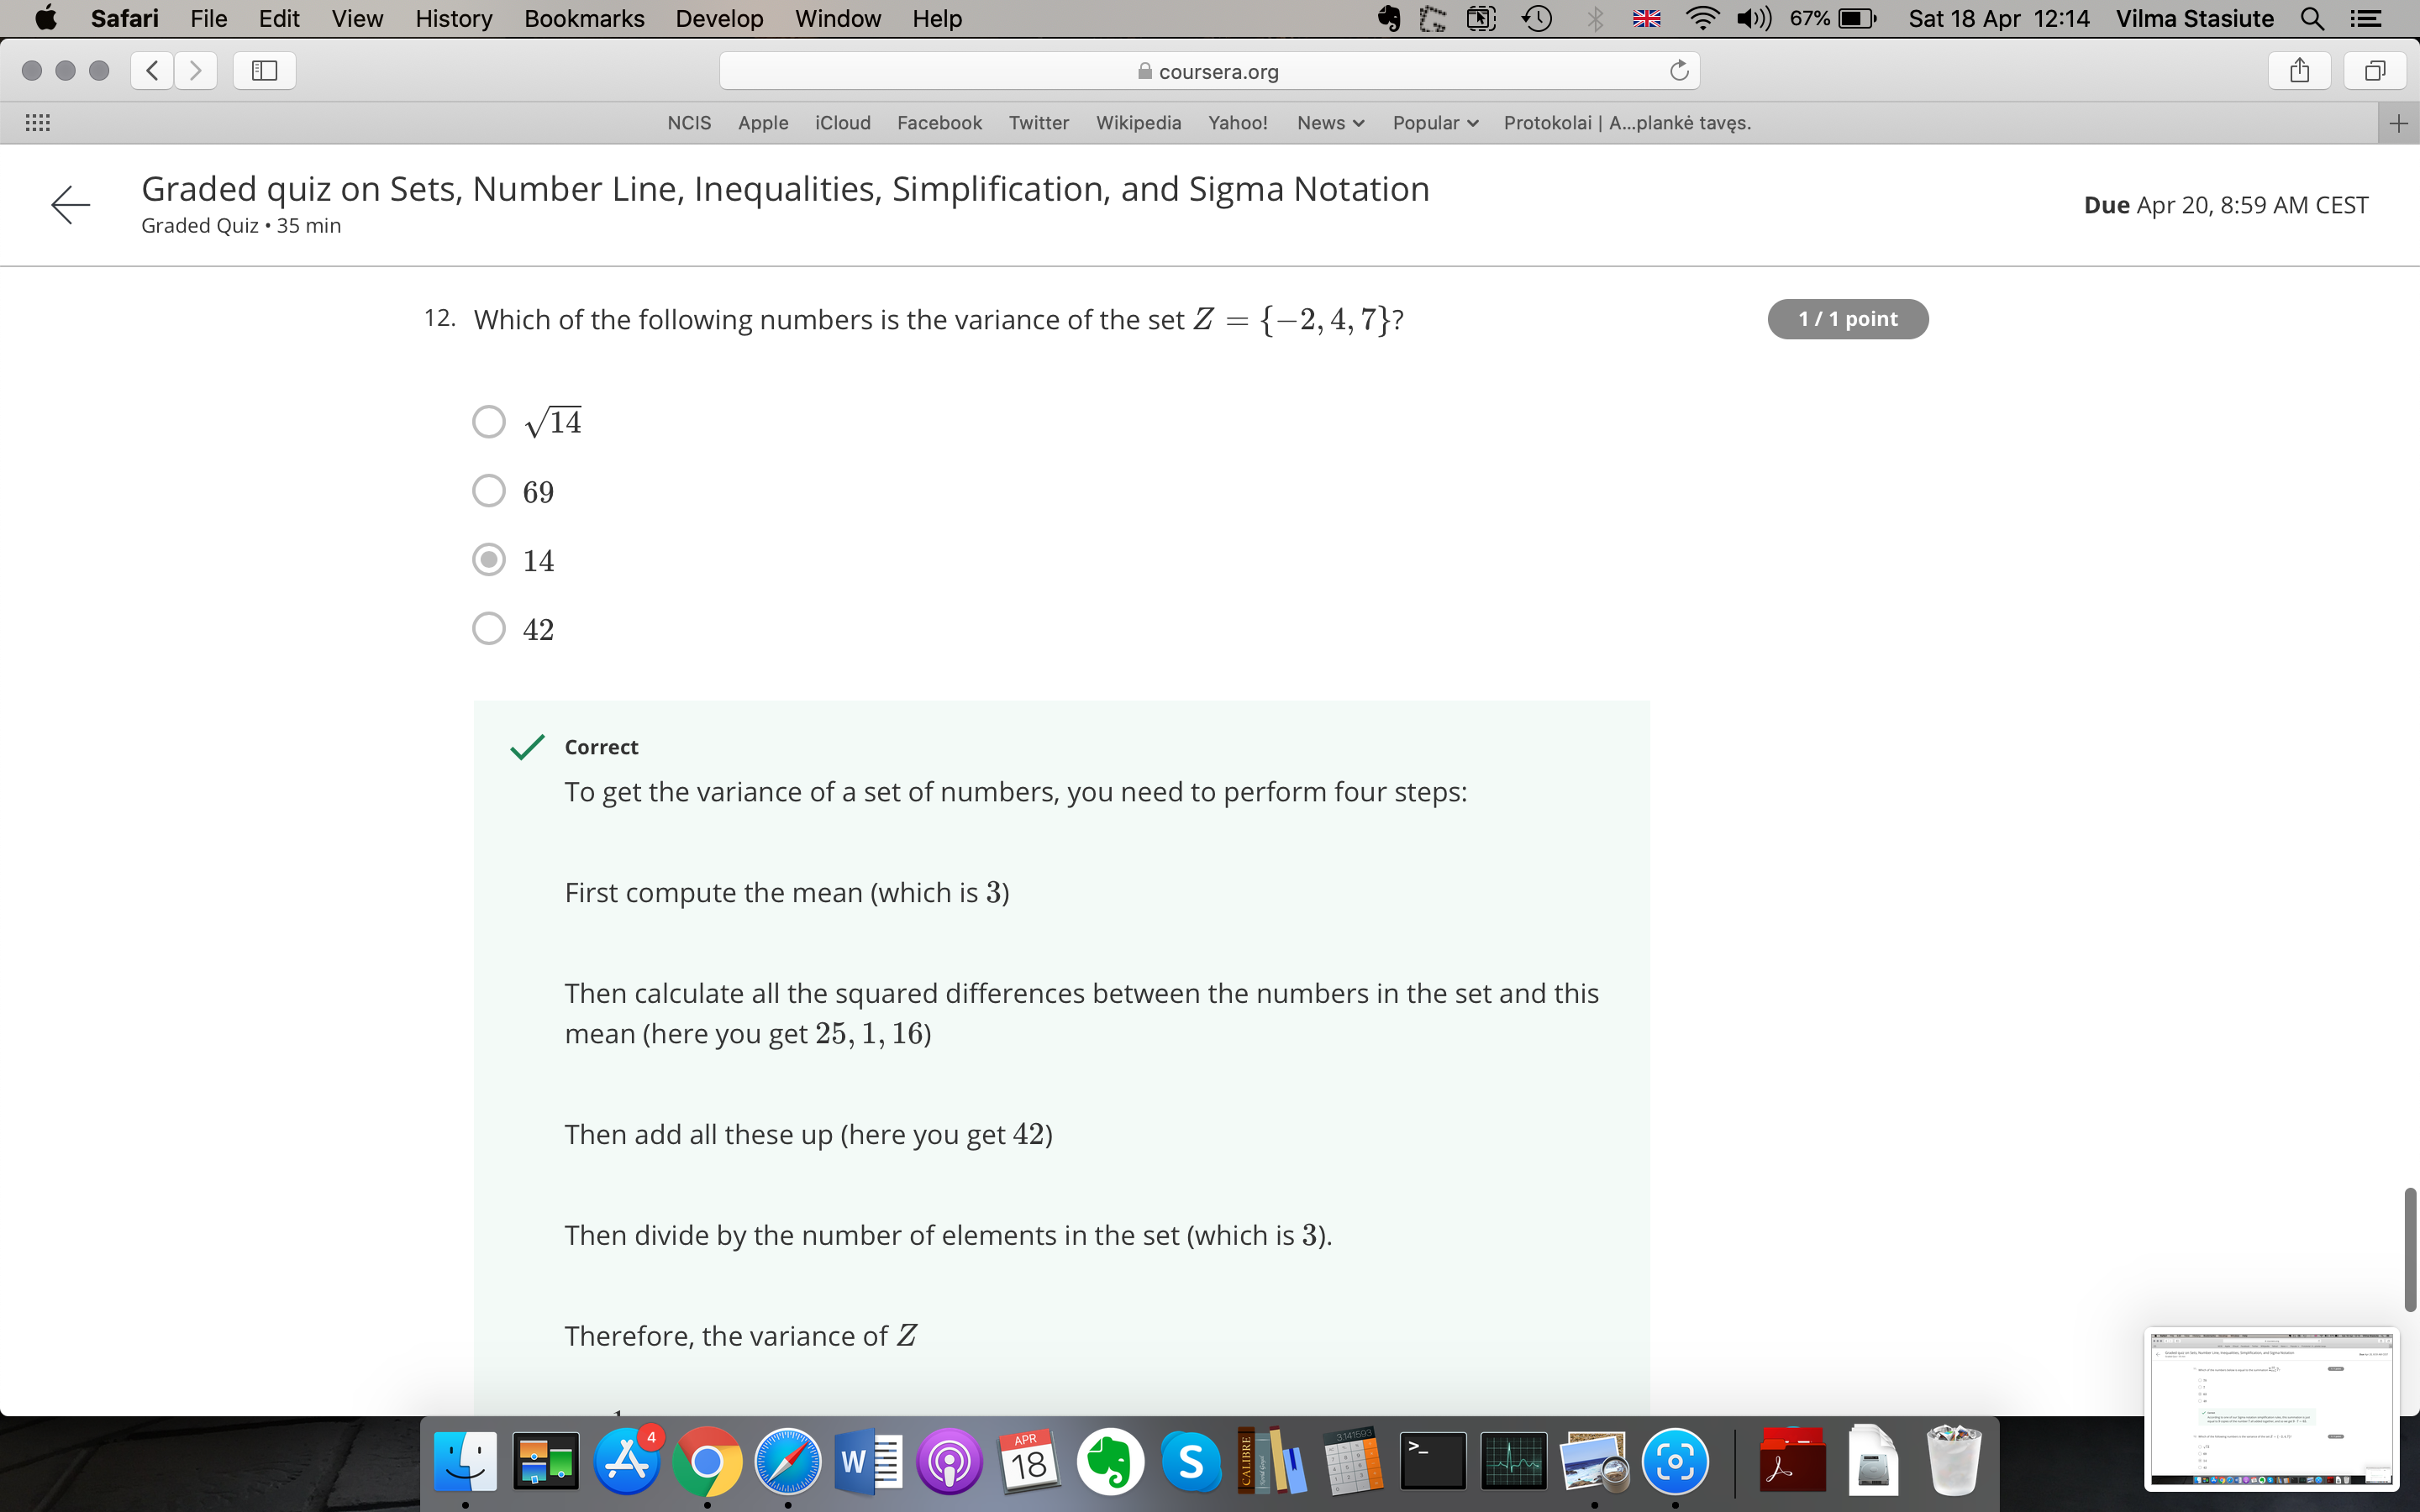 Safari File Edit View History Bookmarks Develop Window Help 67% Sat 18 Apr 12:14 Vilma Stasiute
coursera.org
NCIS Apple iCloud Facebook Twitter Wikipedia Yahoo! News Popular Protokolai | A...plankė tavęs.
Graded quiz on Sets, Number Line, Inequalities, Simplification, and Sigma Notation
Graded Quiz • 35 min
Due Apr 20, 8:59 AM CEST
12. Which of the following numbers is the variance of the set Z = {−2, 4, 7}?
1 / 1 point
√14
69
14
42
Correct
To get the variance of a set of numbers, you need to perform four steps:
First compute the mean (which is 3)
Then calculate all the squared differences between the numbers in the set and this
mean (here you get 25, 1, 16)
Then add all these up (here you get 42)
Then divide by the number of elements in the set (which is 3).
Therefore, the variance of Z
4
W
APR
18
S
CALIBRE
3.141593
>_